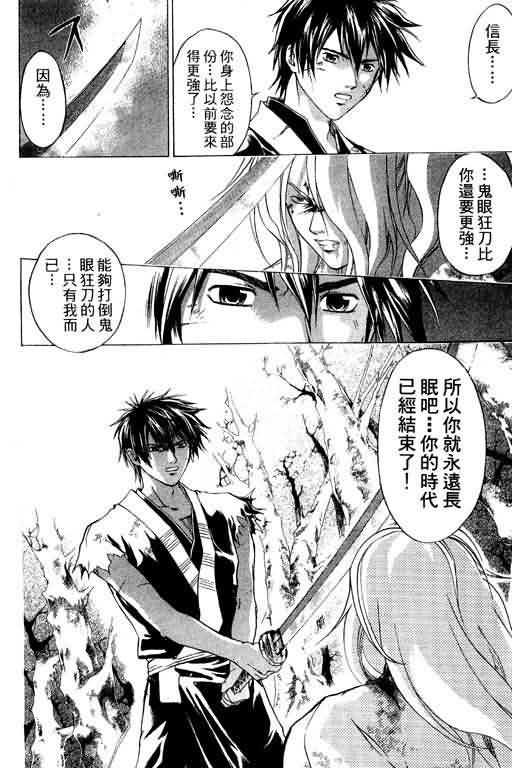 信長……
你身上怨念的部
份…比以前要來
得更強了…
因為……
…鬼眼狂刀比
你還要更強…
嘶
嘶
…
能夠打倒鬼
眼狂刀的人
…只有我而
己…
所以你就永遠長
眠吧…你的時代
已經結束了！